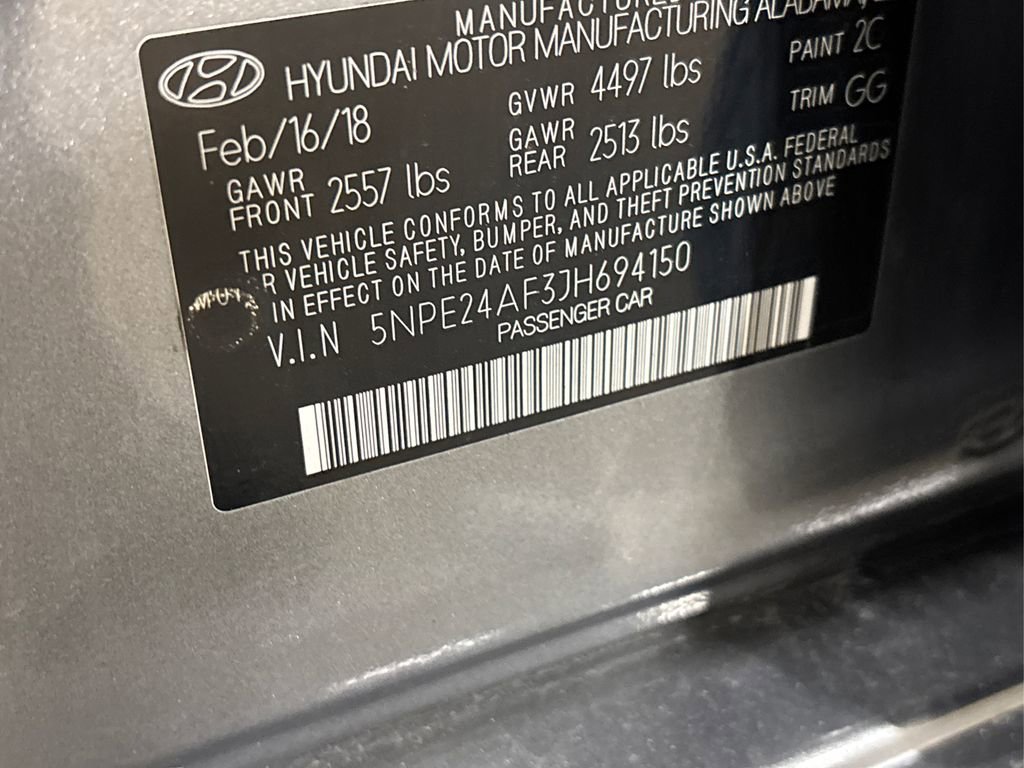 MANUFACTURED
HYUNDAI MOTOR MANUFACTURING ALABAMA,
Feb/16/18 GVWR 4497 lbs PAINT 2C
GAWR FRONT 2557 lbs GAWR REAR 2513 lbs TRIM GG
THIS VEHICLE CONFORMS TO ALL APPLICABLE U.S.A. FEDERAL
R VEHICLE SAFETY, BUMPER, AND THEFT PREVENTION STANDARDS
IN EFFECT ON THE DATE OF MANUFACTURE SHOWN ABOVE
V.I.N 5NPE24AF3JH694150
PASSENGER CAR